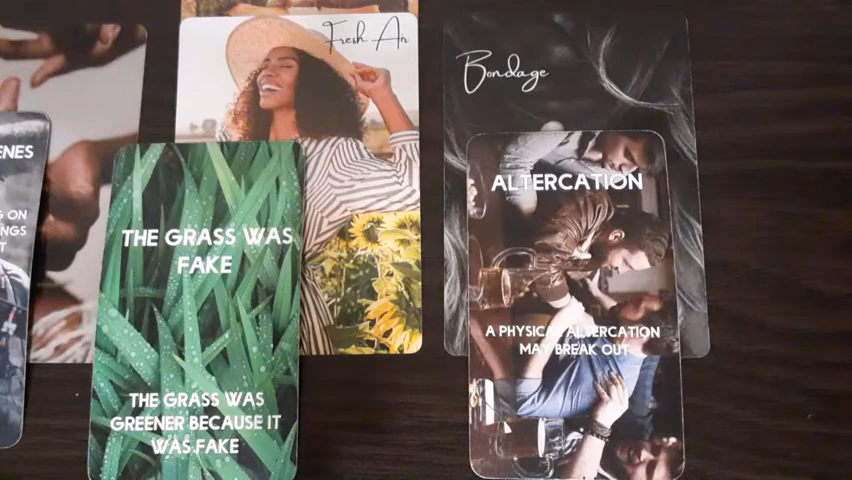 Fresh Air
Bondage
ENES
ALTERCATION
G ON
THE GRASS WAS
FAKE
A PHYSICAL ALTERCATION
MAY BREAK OUT
THE GRASS WAS
GREENER BECAUSE IT
WAS FAKE